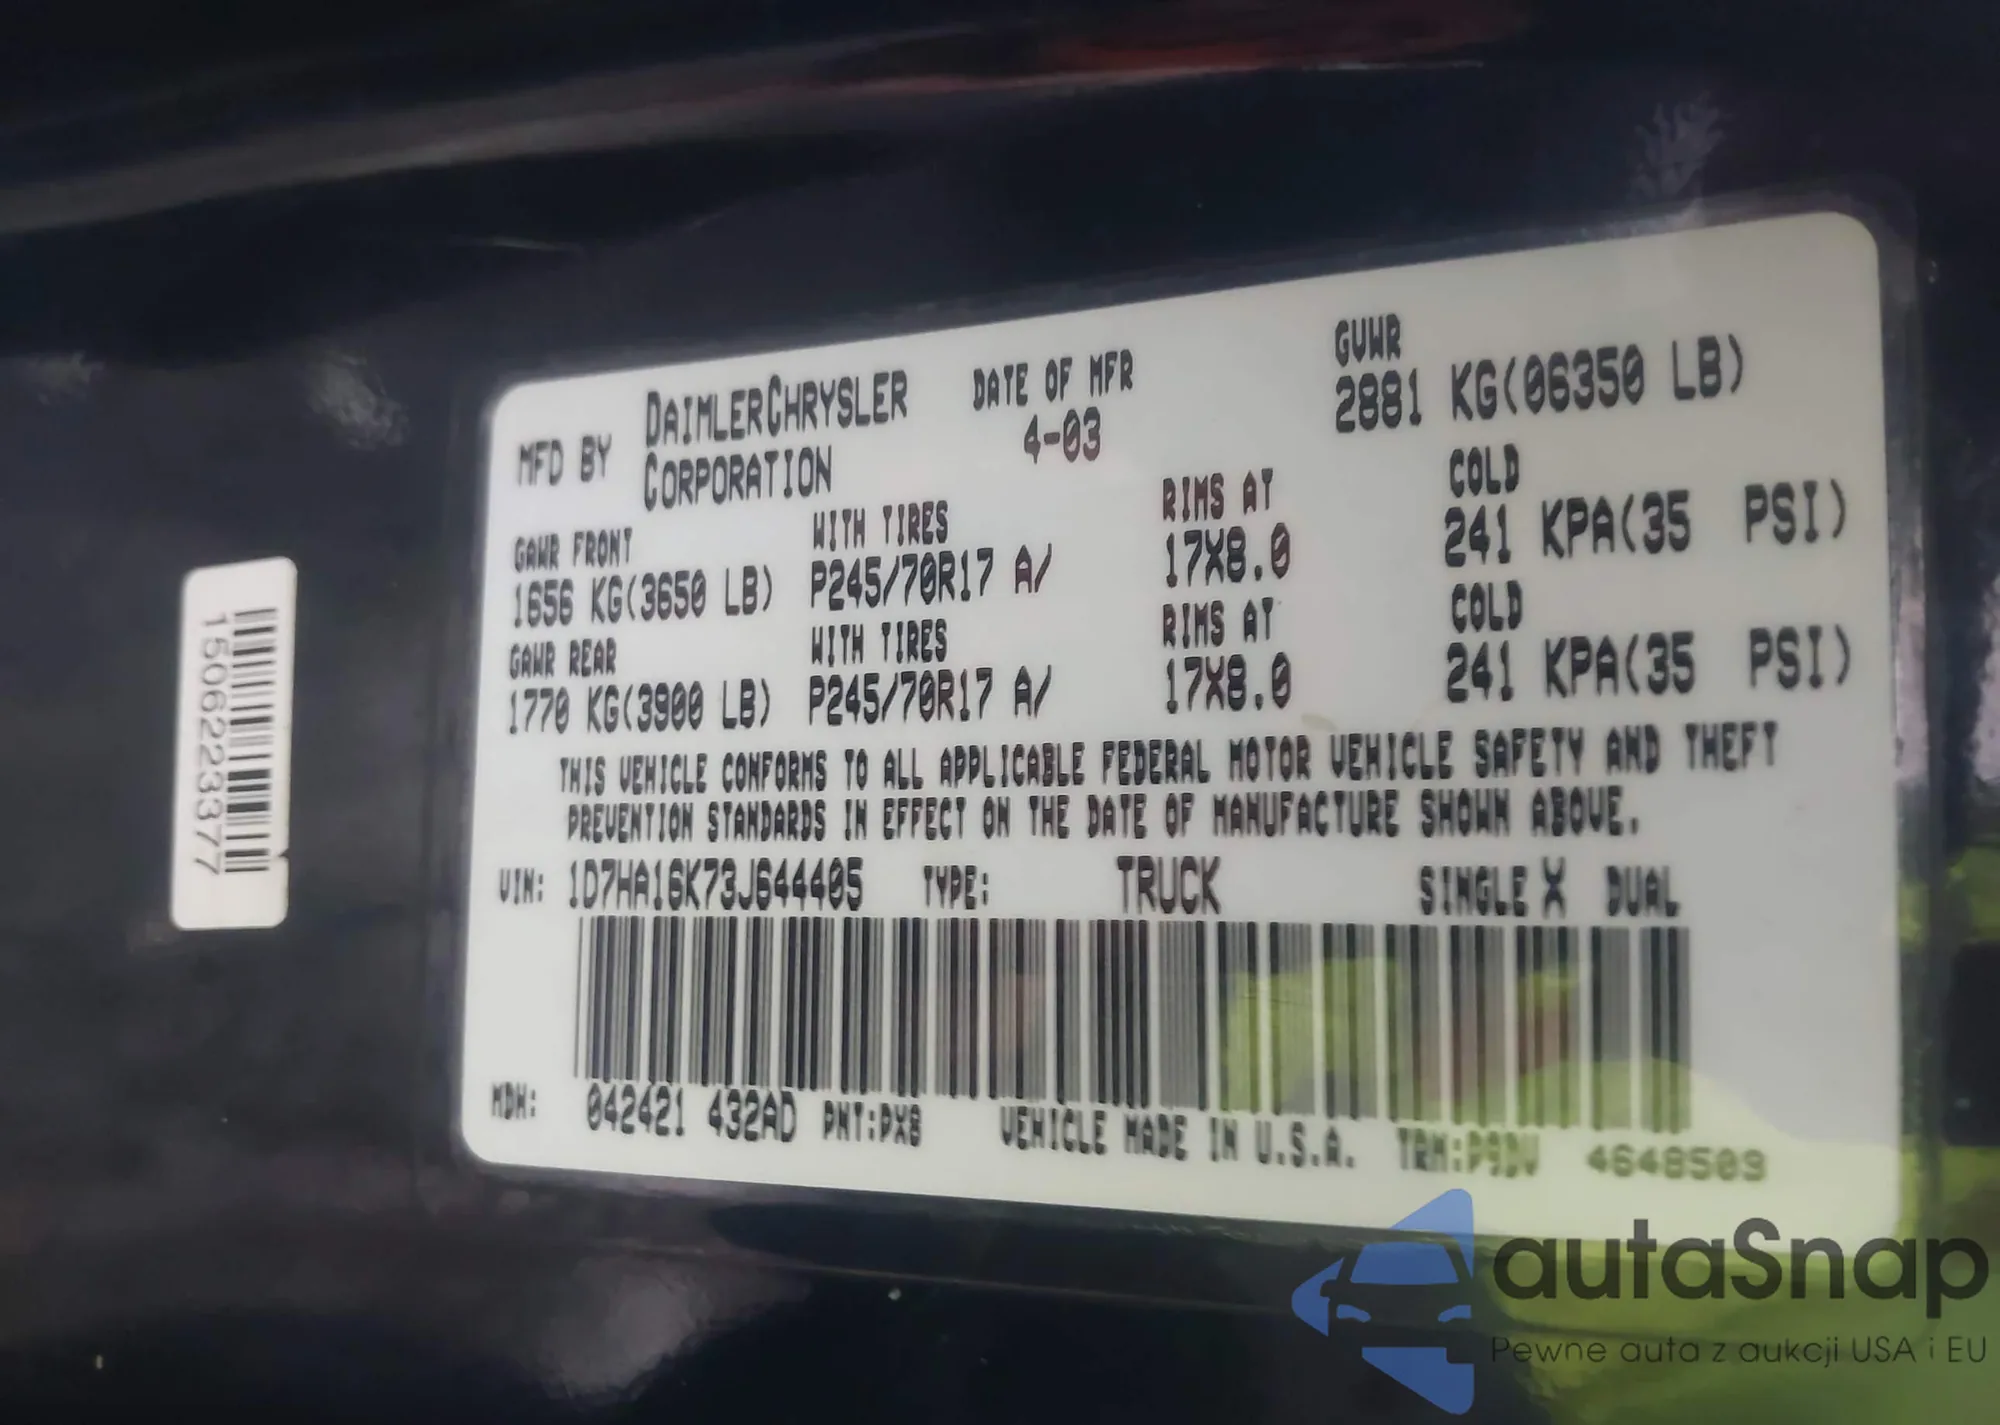 MFD BY DAIMLERCHRYSLER CORPORATION DATE OF MFR 4-03 GVWR 2881 KG(06350 LB)
GAWR FRONT WITH TIRES RIMS AT COLD
1656 KG(3650 LB) P245/70R17 A/ 17X8.0 241 KPA(35 PSI)
GAWR REAR WITH TIRES RIMS AT COLD
1770 KG(3900 LB) P245/70R17 A/ 17X8.0 241 KPA(35 PSI)
THIS VEHICLE CONFORMS TO ALL APPLICABLE FEDERAL MOTOR VEHICLE SAFETY AND THEFT
PREVENTION STANDARDS IN EFFECT ON THE DATE OF MANUFACTURE SHOWN ABOVE.
VIN: 1D7HA16K73J644405 TYPE: TRUCK SINGLE X DUAL
MDH: 042421 432AD PNT:PX8 VEHICLE MADE IN U.S.A. TRM:P9DV 4648509
1506223377
autaSnap
Pewne auta z aukcji USA i EU